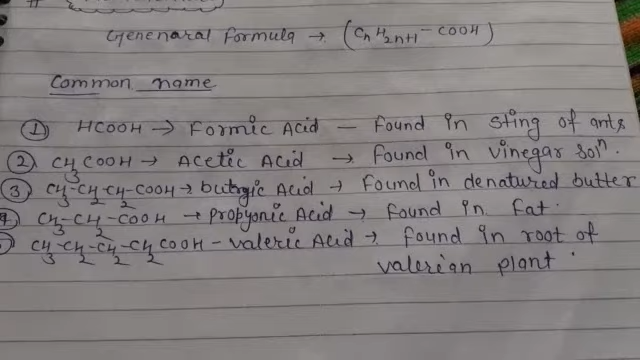 Genenaral Formula → (CnH2n+1 - COOH)
Common name
① HCOOH → Formic Acid — Found in sting of ants
② CH3COOH → Acetic Acid → Found in vinegar solⁿ.
③ CH3-CH2-CH2-COOH → butryic Acid → Found in denatured butter
CH3-CH2-COOH → propyonic Acid → Found in Fat.
CH3-CH2-CH2-CH2COOH - valeric Acid → Found in root of
valerian plant.